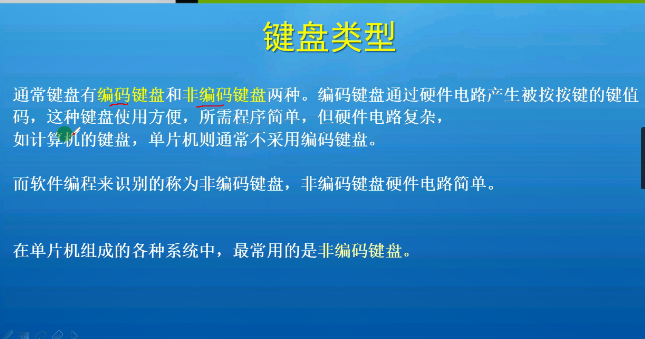 键盘类型
通常键盘有编码键盘和非编码键盘两种。编码键盘通过硬件电路产生被按按键的键值
码，这种键盘使用方便，所需程序简单，但硬件电路复杂，
如计算机的键盘，单片机则通常不采用编码键盘。
而软件编程来识别的称为非编码键盘，非编码键盘硬件电路简单。
在单片机组成的各种系统中，最常用的是非编码键盘。